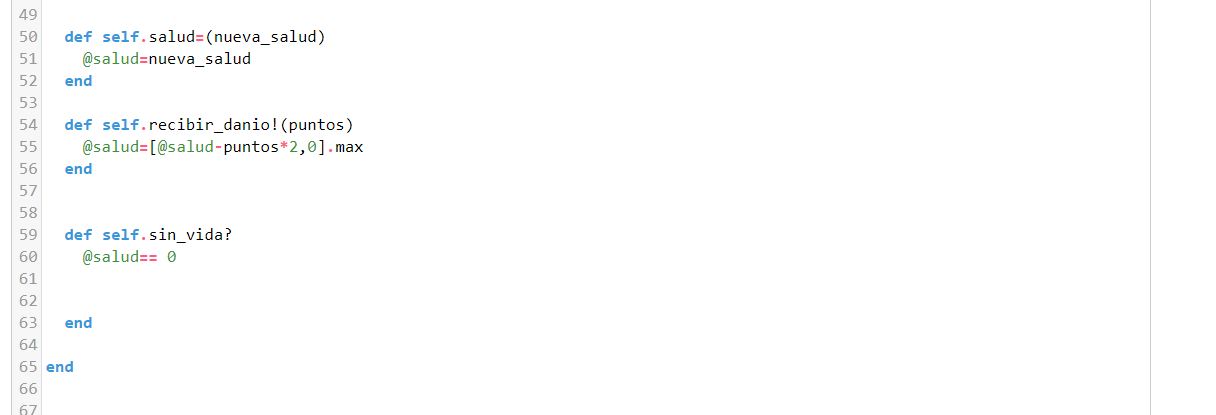 49
50 def self.salud=(nueva_salud)
51 @salud=nueva_salud
52 end
53
54 def self.recibir_danio!(puntos)
55 @salud=[@salud-puntos*2,0].max
56 end
57
58
59 def self.sin_vida?
60 @salud== 0
61
62
63 end
64
65 end
66
67